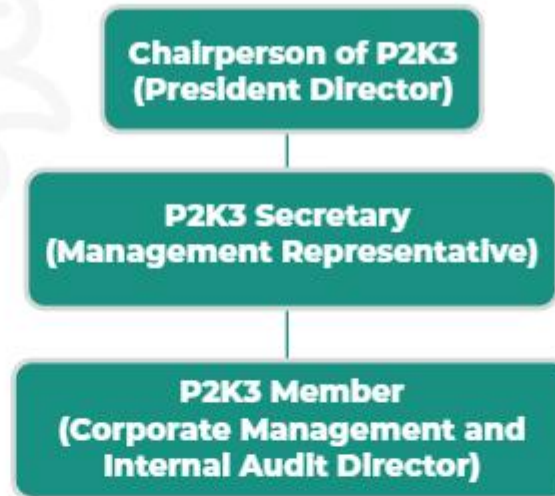 Chairperson of P2K3
(President Director)
P2K3 Secretary
(Management Representative)
P2K3 Member
(Corporate Management and
Internal Audit Director)